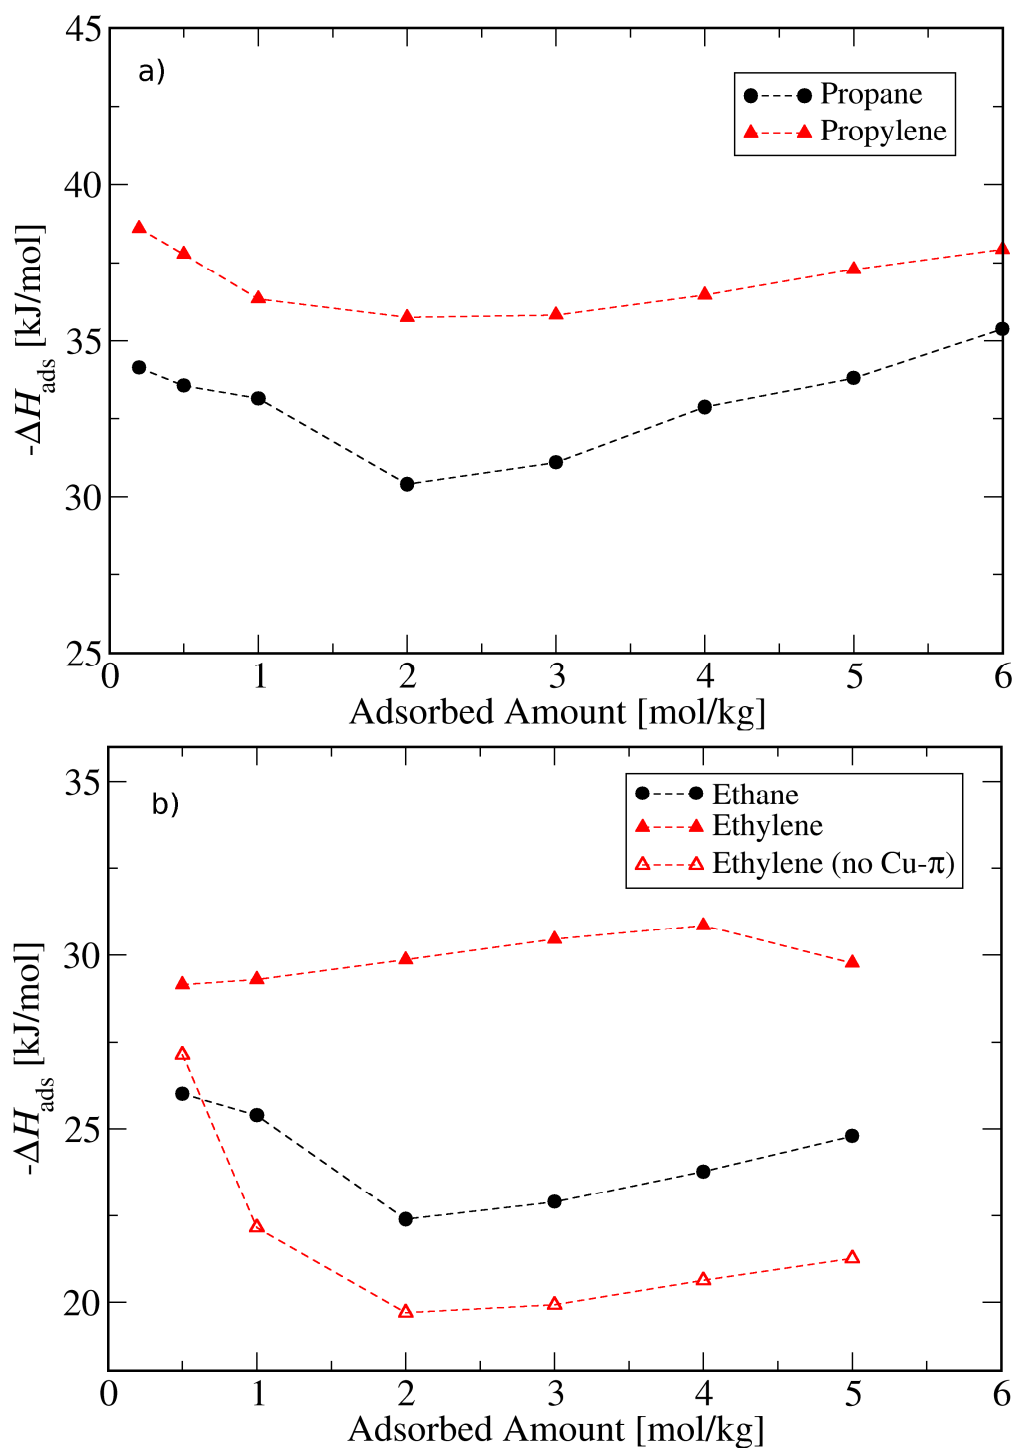 45
a)
Propane
Propylene
40
35
30
25
-ΔHads [kJ/mol]
0 1 2 3 4 5 6
Adsorbed Amount [mol/kg]
35
b)
Ethane
Ethylene
Ethylene (no Cu-π)
30
25
20
-ΔHads [kJ/mol]
0 1 2 3 4 5 6
Adsorbed Amount [mol/kg]